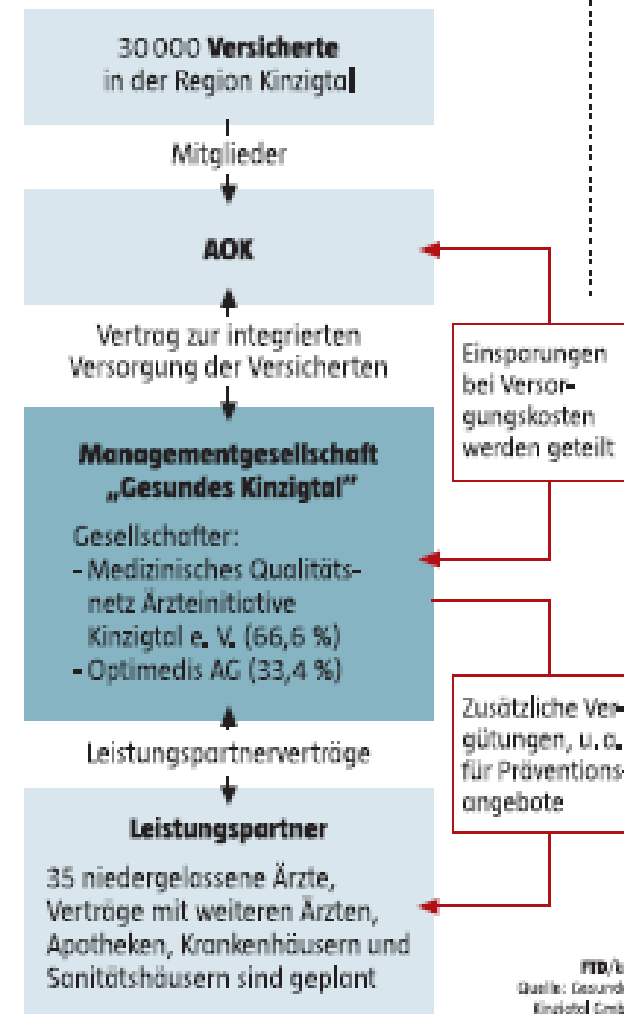 30 000 Versicherte
in der Region Kinzigtal
Mitglieder
AOK
Vertrag zur integrierten
Versorgung der Versicherten
Einsparungen
bei Versor-
gungskosten
werden geteilt
Managementgesellschaft
„Gesundes Kinzigtal“
Gesellschafter:
- Medizinisches Qualitäts-
netz Ärzteinitiative
Kinzigtal e. V. (66,6 %)
- Optimedis AG (33,4 %)
Zusätzliche Ver-
gütungen, u. a.
für Präventions-
angebote
Leistungspartnerverträge
Leistungspartner
35 niedergelassene Ärzte,
Verträge mit weiteren Ärzten,
Apotheken, Krankenhäusern und
Sanitätshäusern sind geplant
FTD/
Quelle: Gesund
Kinzigtal Gmb